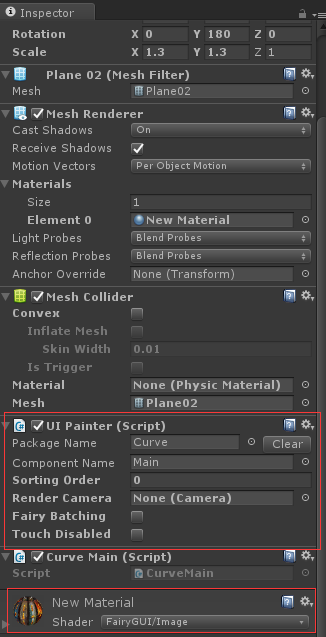 Inspector
Rotation X 0 Y 180 Z 0
Scale X 1.3 Y 1.3 Z 1
Plane 02 (Mesh Filter)
Mesh Plane02
Mesh Renderer
Cast Shadows On
Receive Shadows
Motion Vectors Per Object Motion
Materials
Size 1
Element 0 New Material
Light Probes Blend Probes
Reflection Probes Blend Probes
Anchor Override None (Transform)
Mesh Collider
Convex
Inflate Mesh
Skin Width 0.01
Is Trigger
Material None (Physic Material)
Mesh Plane02
UI Painter (Script)
Package Name Curve Clear
Component Name Main
Sorting Order 0
Render Camera None (Camera)
Fairy Batching
Touch Disabled
Curve Main (Script)
Script CurveMain
New Material
Shader FairyGUI/Image